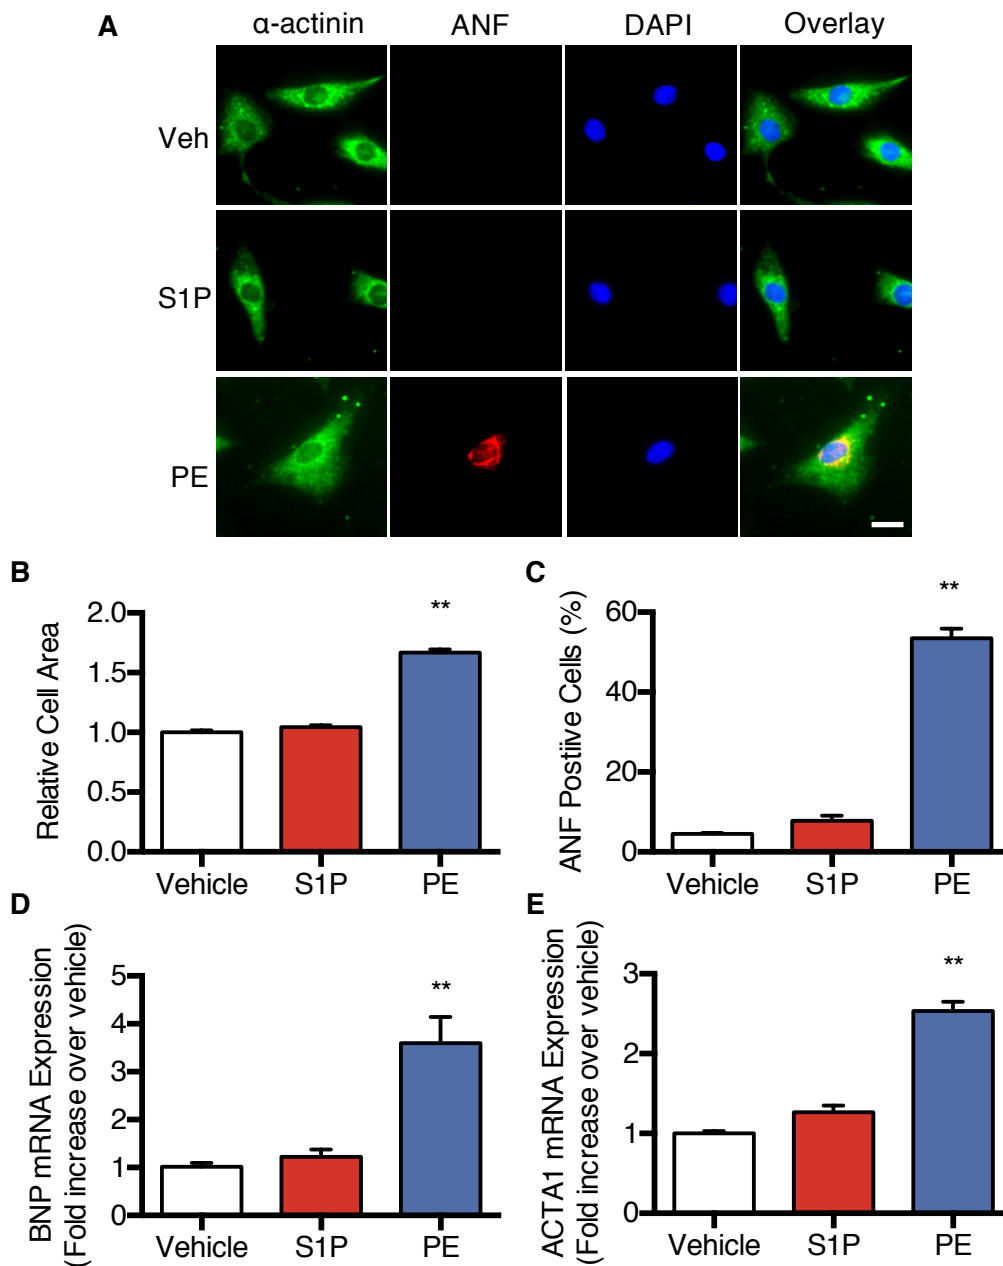 A
α-actinin ANF DAPI Overlay
Veh
S1P
PE
B
Relative Cell Area
2.0
1.5
1.0
0.5
0.0
Vehicle S1P PE
**
C
ANF Postive Cells (%)
60
40
20
0
Vehicle S1P PE
**
D
BNP mRNA Expression
(Fold increase over vehicle)
5
4
3
2
1
0
Vehicle S1P PE
**
E
ACTA1 mRNA Expression
(Fold increase over vehicle)
3
2
1
0
Vehicle S1P PE
**